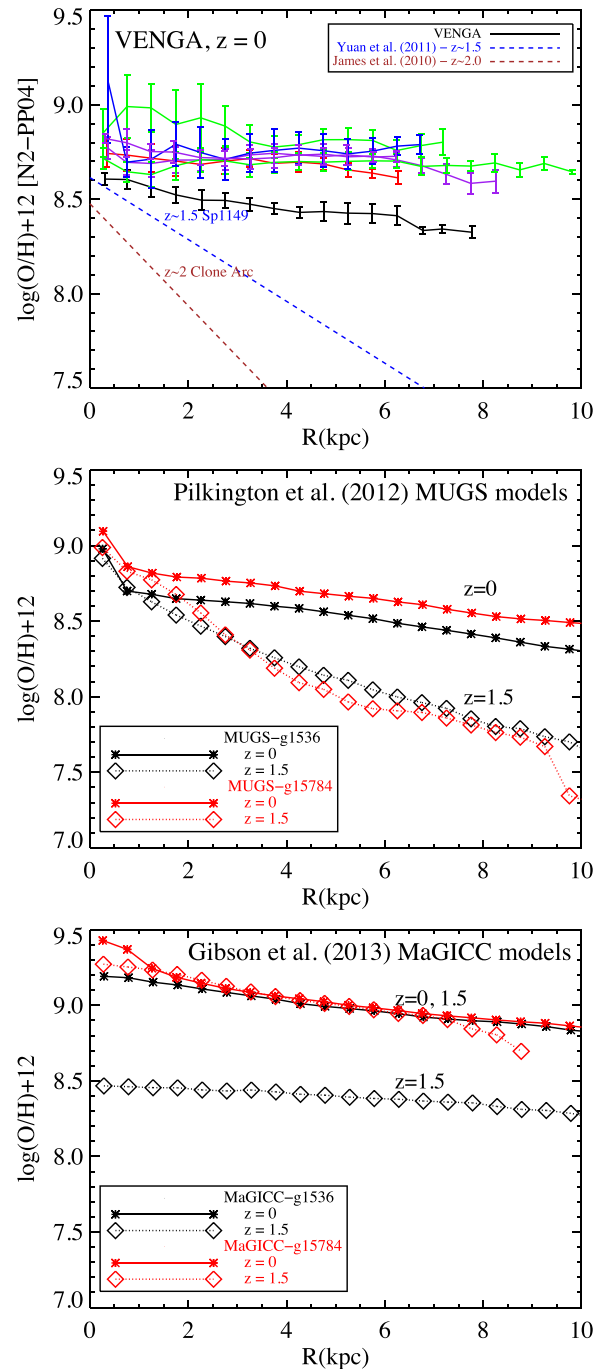 VENGA, z = 0
VENGA
Yuan et al. (2011) − z~1.5
James et al. (2010) − z~2.0
z~1.5 Sp1149
z~2 Clone Arc
log(O/H)+12 [N2−PP04]
9.5
9.0
8.5
8.0
7.5
0 2 4 6 8 10
R(kpc)
Pilkington et al. (2012) MUGS models
z=0
z=1.5
MUGS−g1536
z = 0
z = 1.5
MUGS−g15784
z = 0
z = 1.5
log(O/H)+12
9.5
9.0
8.5
8.0
7.5
7.0
0 2 4 6 8 10
R(kpc)
Gibson et al. (2013) MaGICC models
z=0, 1.5
z=1.5
MaGICC−g1536
z = 0
z = 1.5
MaGICC−g15784
z = 0
z = 1.5
log(O/H)+12
9.5
9.0
8.5
8.0
7.5
7.0
0 2 4 6 8 10
R(kpc)